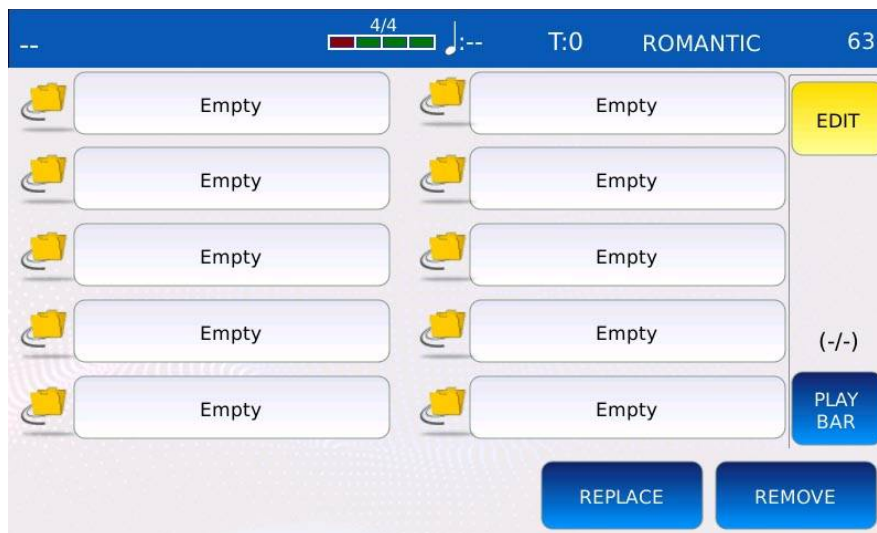 -- 4/4 ♩:-- T:0 ROMANTIC 63
Empty Empty EDIT
Empty Empty
Empty Empty
Empty Empty (-/-)
Empty Empty PLAY
BAR
REPLACE REMOVE